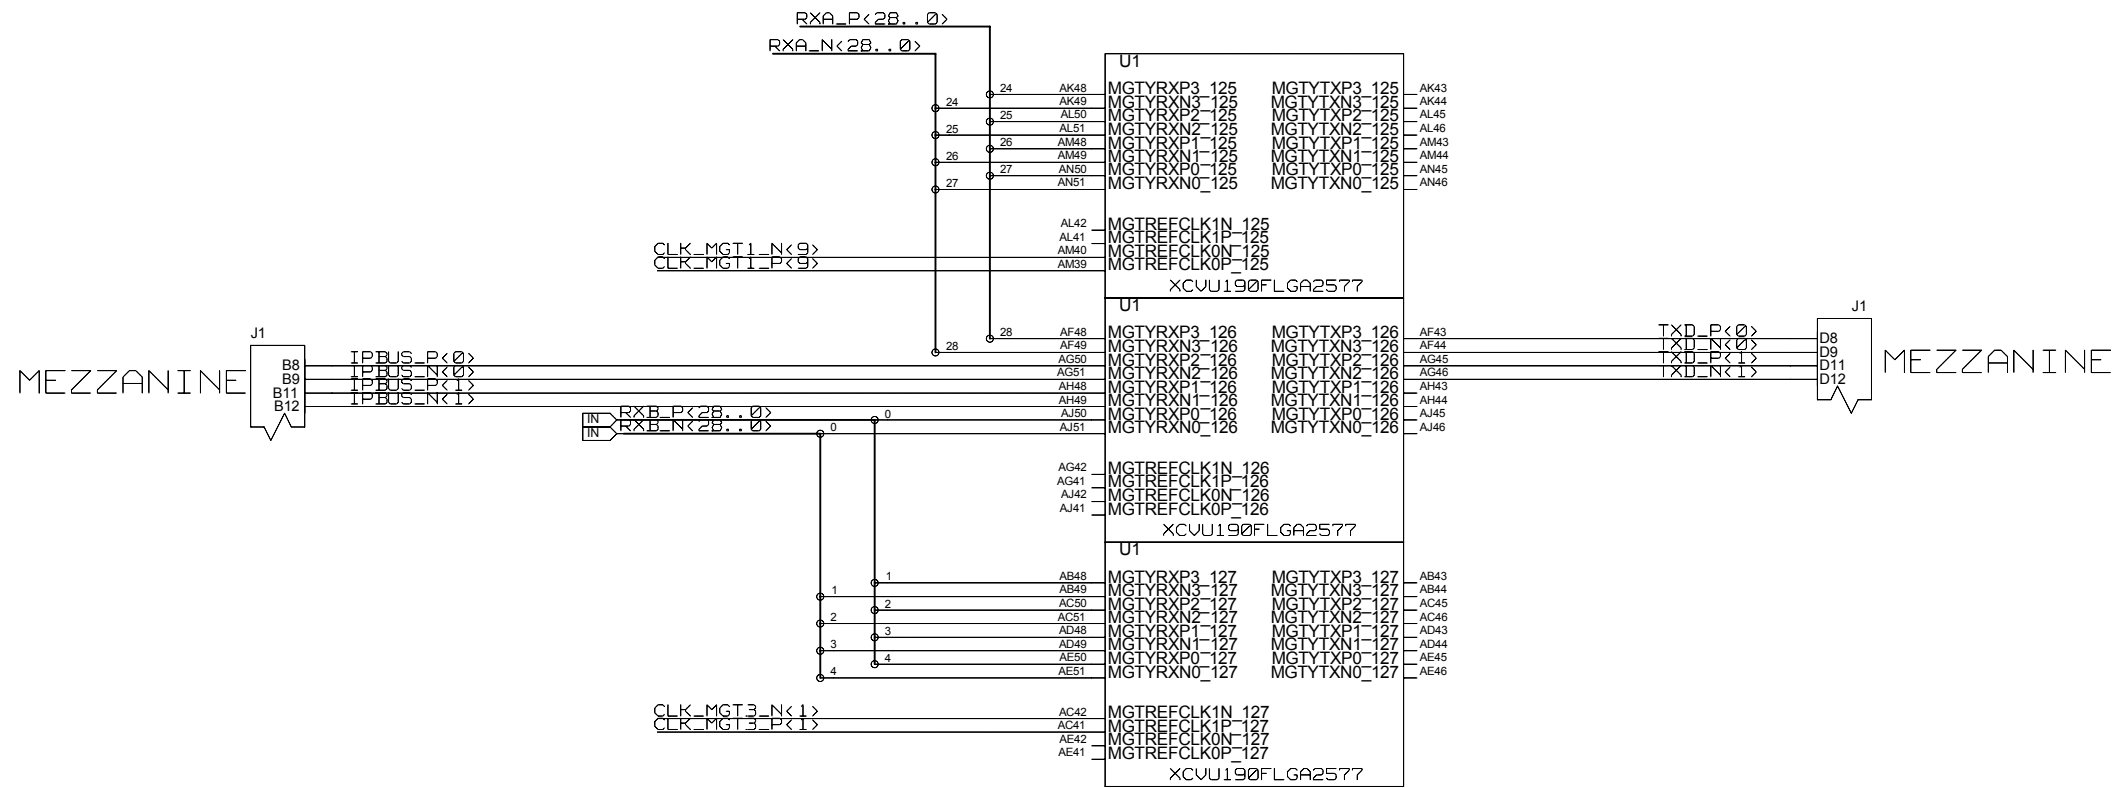 RXA_P<28..0>
RXA_N<28..0>
U1
24 AK48 MGTYRXP3_125 MGTYTXP3_125 AK43
24 AK49 MGTYRXN3_125 MGTYTXN3_125 AK44
25 AL50 MGTYRXP2_125 MGTYTXP2_125 AL45
25 AL51 MGTYRXN2_125 MGTYTXN2_125 AL46
26 AM48 MGTYRXP1_125 MGTYTXP1_125 AM43
26 AM49 MGTYRXN1_125 MGTYTXN1_125 AM44
27 AN50 MGTYRXP0_125 MGTYTXP0_125 AN45
27 AN51 MGTYRXN0_125 MGTYTXN0_125 AN46
AL42 MGTREFCLK1N_125
AL41 MGTREFCLK1P_125
CLK_MGT1_N<9> AM40 MGTREFCLK0N_125
CLK_MGT1_P<9> AM39 MGTREFCLK0P_125
XCVU190FLGA2577
U1
J1
J1
MEZZANINE
MEZZANINE
28 AF48 MGTYRXP3_126 MGTYTXP3_126 AF43 TXD_P<0> D8
28 AF49 MGTYRXN3_126 MGTYTXN3_126 AF44 TXD_N<0> D9
B8 IPBUS_P<0> AG50 MGTYRXP2_126 MGTYTXP2_126 AG45 TXD_P<1> D11
B9 IPBUS_N<0> AG51 MGTYRXN2_126 MGTYTXN2_126 AG46 TXD_N<1> D12
B11 IPBUS_P<1> AH48 MGTYRXP1_126 MGTYTXP1_126 AH43
B12 IPBUS_N<1> AH49 MGTYRXN1_126 MGTYTXN1_126 AH44
IN RXB_P<28..0> 0 AJ50 MGTYRXP0_126 MGTYTXP0_126 AJ45
IN RXB_N<28..0> 0 AJ51 MGTYRXN0_126 MGTYTXN0_126 AJ46
AG42 MGTREFCLK1N_126
AG41 MGTREFCLK1P_126
AJ42 MGTREFCLK0N_126
AJ41 MGTREFCLK0P_126
XCVU190FLGA2577
U1
1 AB48 MGTYRXP3_127 MGTYTXP3_127 AB43
1 AB49 MGTYRXN3_127 MGTYTXN3_127 AB44
2 AC50 MGTYRXP2_127 MGTYTXP2_127 AC45
2 AC51 MGTYRXN2_127 MGTYTXN2_127 AC46
3 AD48 MGTYRXP1_127 MGTYTXP1_127 AD43
3 AD49 MGTYRXN1_127 MGTYTXN1_127 AD44
4 AE50 MGTYRXP0_127 MGTYTXP0_127 AE45
4 AE51 MGTYRXN0_127 MGTYTXN0_127 AE46
CLK_MGT3_N<1> AC42 MGTREFCLK1N_127
CLK_MGT3_P<1> AC41 MGTREFCLK1P_127
AE42 MGTREFCLK0N_127
AE41 MGTREFCLK0P_127
XCVU190FLGA2577